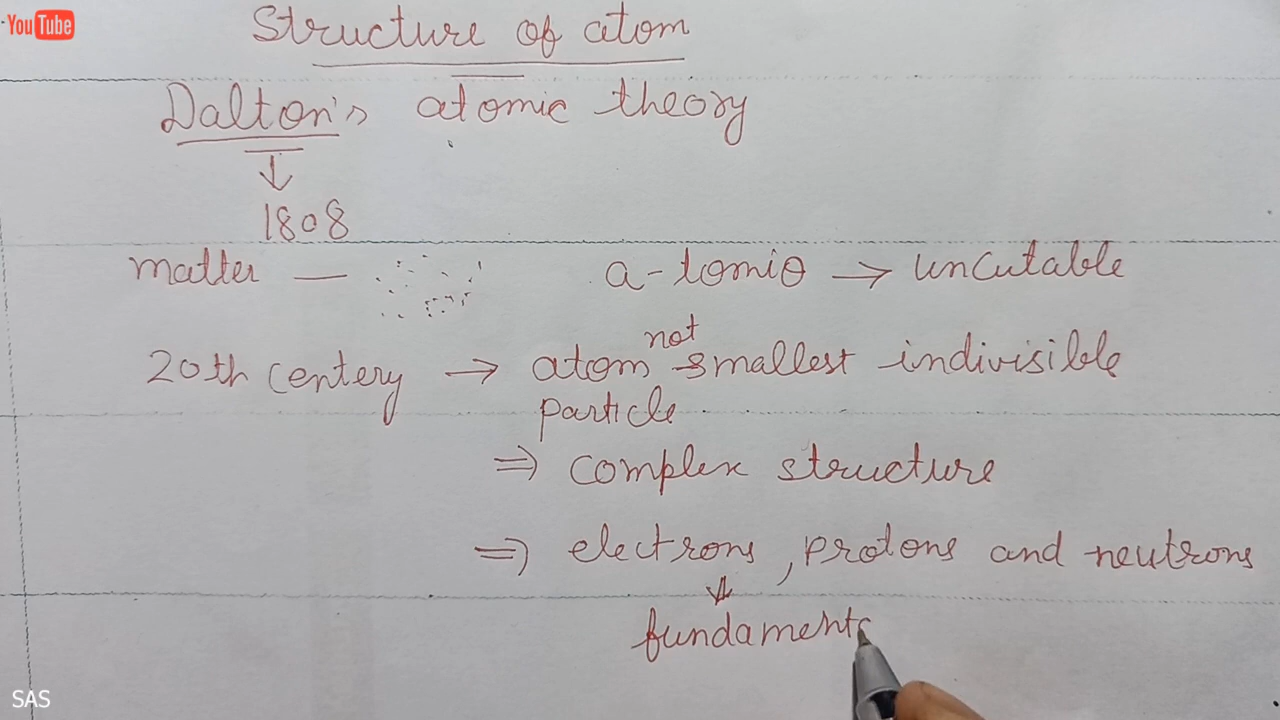 YouTube
Structure of atom
Dalton's atomic theory
↓
1808
matter — a-tomio → uncutable
20th centery → atom not smallest indivisible
particle
⇒ complex structure
⇒ electrons, protons and neutrons
↓
fundamenta
SAS